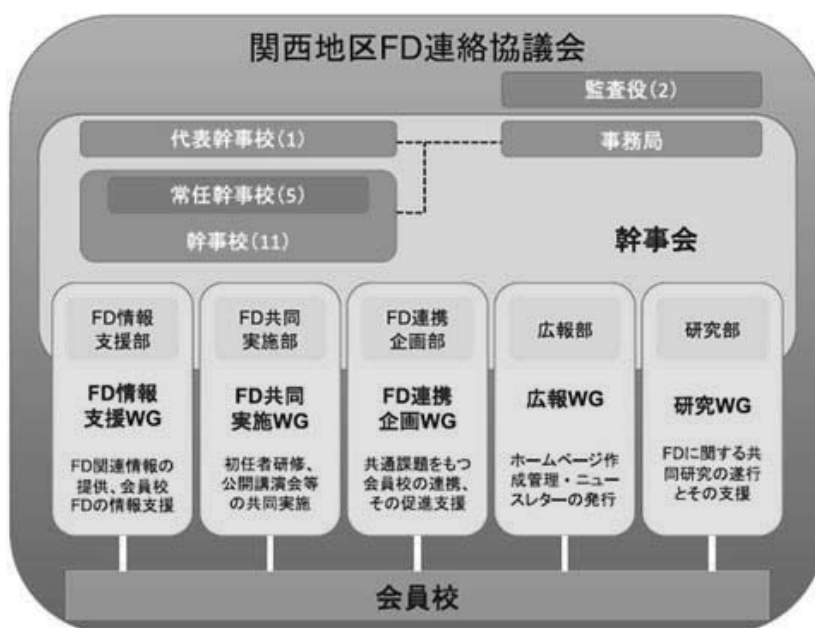 関西地区FD連絡協議会
監査役(2)
代表幹事校(1)
事務局
常任幹事校(5)
幹事校(11)
幹事会
FD情報
支援部
FD情報
支援WG
FD関連情報の
提供、会員校
FDの情報支援
FD共同
実施部
FD共同
実施WG
初任者研修、
公開講演会等
の共同実施
FD連携
企画部
FD連携
企画WG
共通課題をもつ
会員校の連携、
その促進支援
広報部
広報WG
ホームページ作
成管理・ニュー
スレターの発行
研究部
研究WG
FDに関する共
同研究の遂行
とその支援
会員校